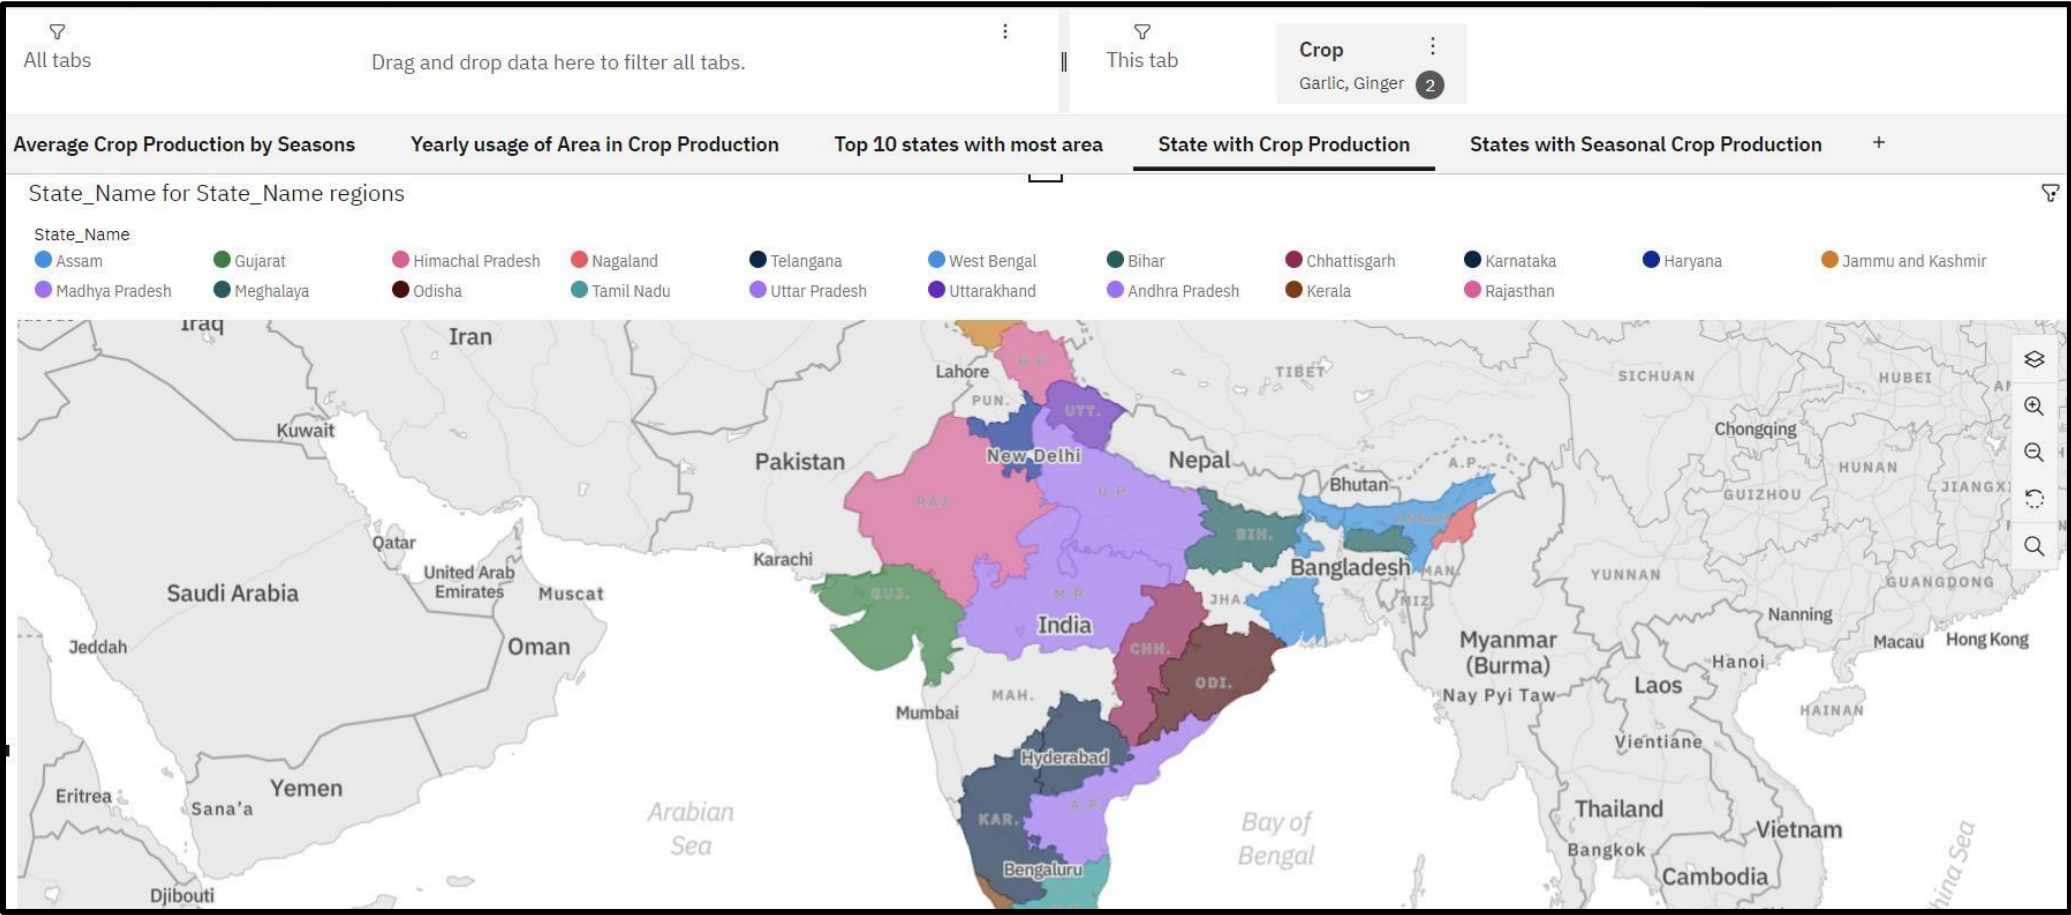 All tabs
Drag and drop data here to filter all tabs.
This tab
Crop
Garlic, Ginger 2
Average Crop Production by Seasons
Yearly usage of Area in Crop Production
Top 10 states with most area
State with Crop Production
States with Seasonal Crop Production
+
State_Name for State_Name regions
State_Name
Assam Gujarat Himachal Pradesh Nagaland Telangana West Bengal Bihar Chhattisgarh Karnataka Haryana Jammu and Kashmir
Madhya Pradesh Meghalaya Odisha Tamil Nadu Uttar Pradesh Uttarakhand Andhra Pradesh Kerala Rajasthan
Iraq
Iran
H.P.
Lahore
TIBET
SICHUAN
HUBEI
PUN.
UTT.
Kuwait
Chongqing
New Delhi
Pakistan
Nepal
A.P.
HUNAN
Bhutan
U.P.
JIANGX
GUIZHOU
RAJ.
BIH.
Qatar
Karachi
Bangladesh
MAN.
United Arab
Emirates
YUNNAN
GUANGDONG
Saudi Arabia
Muscat
GUJ.
M.P.
JHA.
MIZ.
Nanning
India
Jeddah
Oman
CHH.
Myanmar
(Burma)
Macau
Hong Kong
Hanoi
ODI.
Laos
MAH.
Nay Pyi Taw
Mumbai
HAINAN
Vientiane
Hyderabad
Yemen
Eritrea
Sana'a
A.P.
Thailand
Arabian
Sea
KAR.
Bay of
Bengal
Vietnam
Bangkok
Bengaluru
Cambodia
Djibouti
hina Sea